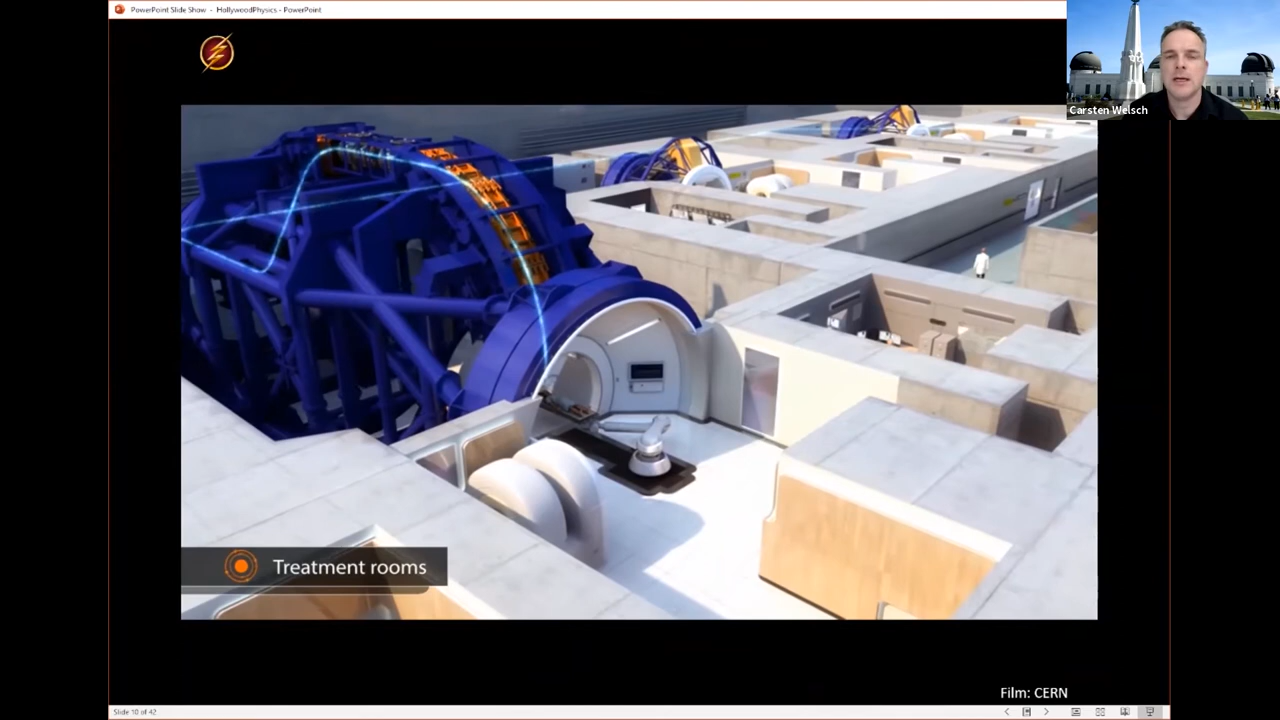 PowerPoint Slide Show - HollywoodPhysics - PowerPoint
Carsten Welsch
Treatment rooms
Film: CERN
Slide 10 of 42